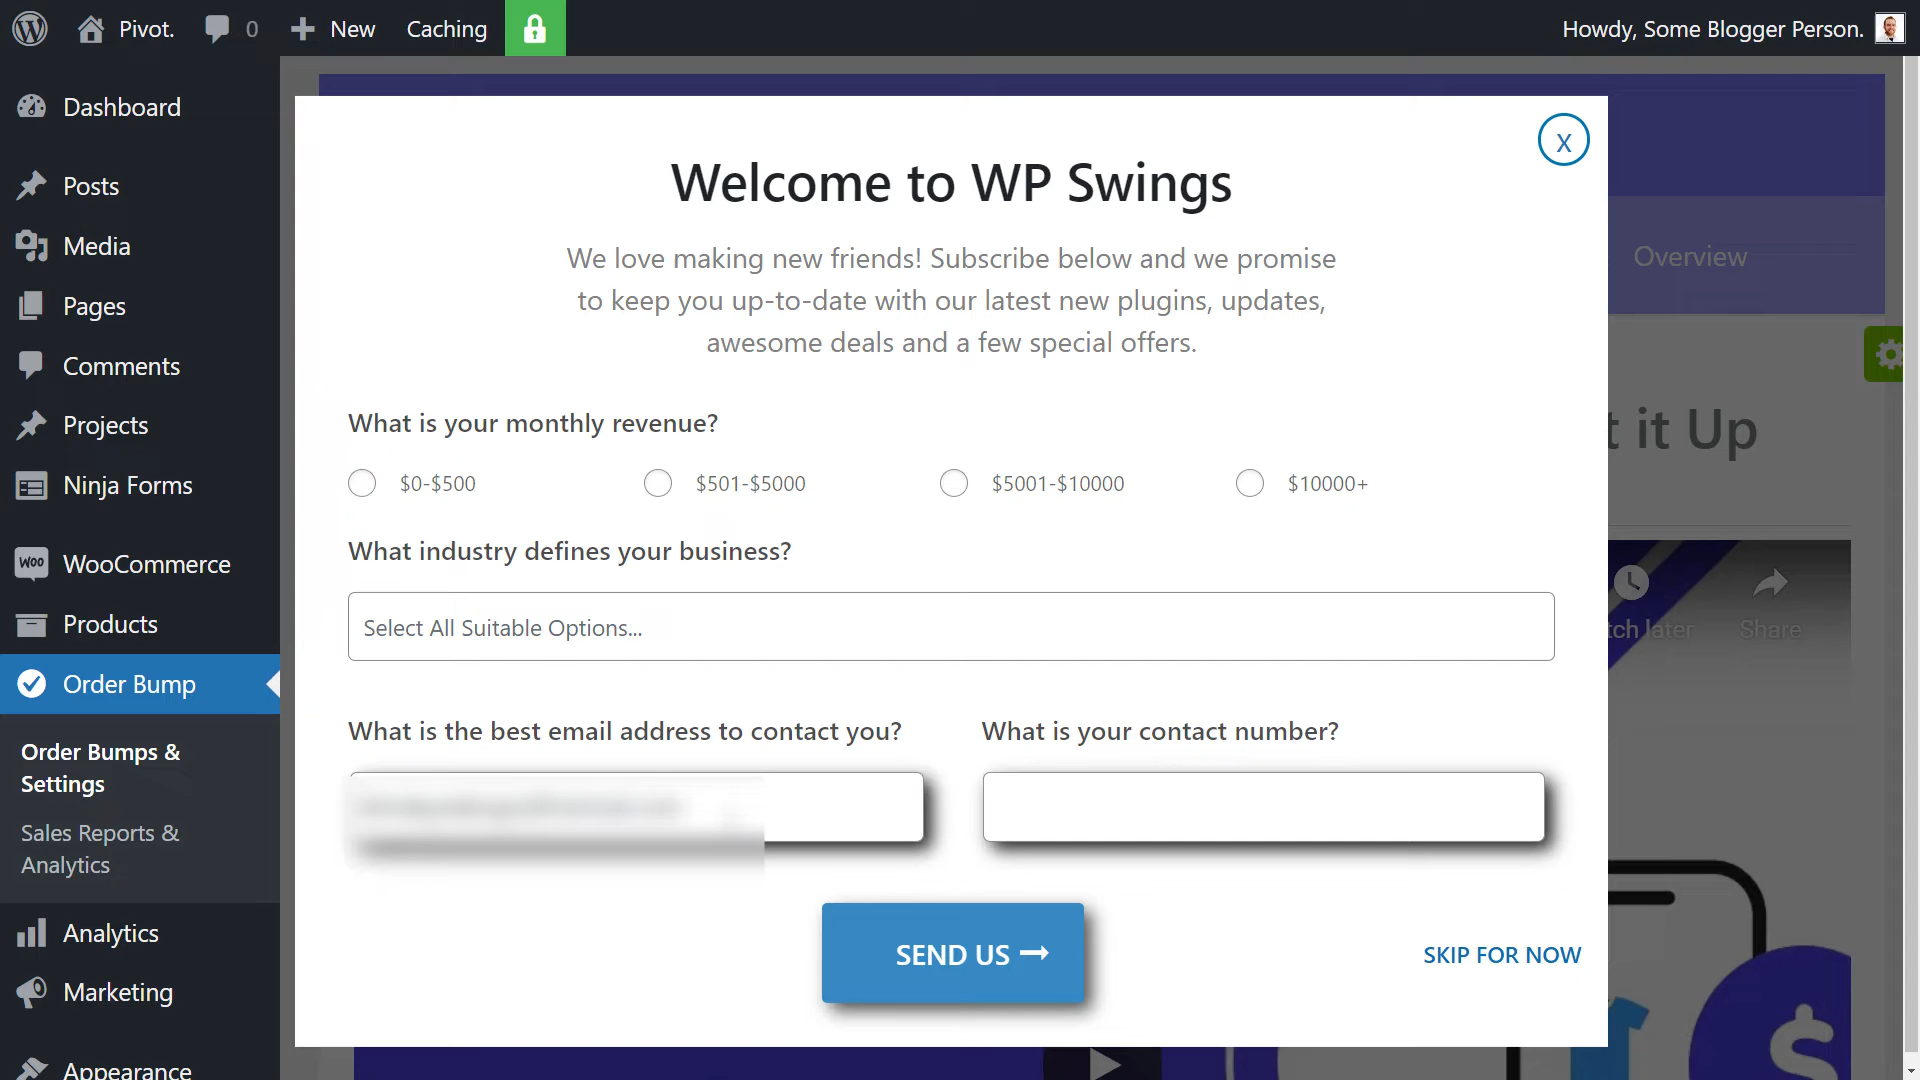 Pivot.
0
New
Caching
Howdy, Some Blogger Person.
Dashboard
Posts
Media
Pages
Comments
Projects
Ninja Forms
WooCommerce
Products
Order Bump
Order Bumps &
Settings
Sales Reports &
Analytics
Analytics
Marketing
Appearance
X
Welcome to WP Swings
We love making new friends! Subscribe below and we promise
to keep you up-to-date with our latest new plugins, updates,
awesome deals and a few special offers.
What is your monthly revenue?
$0-$500
$501-$5000
$5001-$10000
$10000+
What industry defines your business?
Select All Suitable Options...
What is the best email address to contact you?
What is your contact number?
SEND US
SKIP FOR NOW
Overview
t it Up
tch later
Share
$